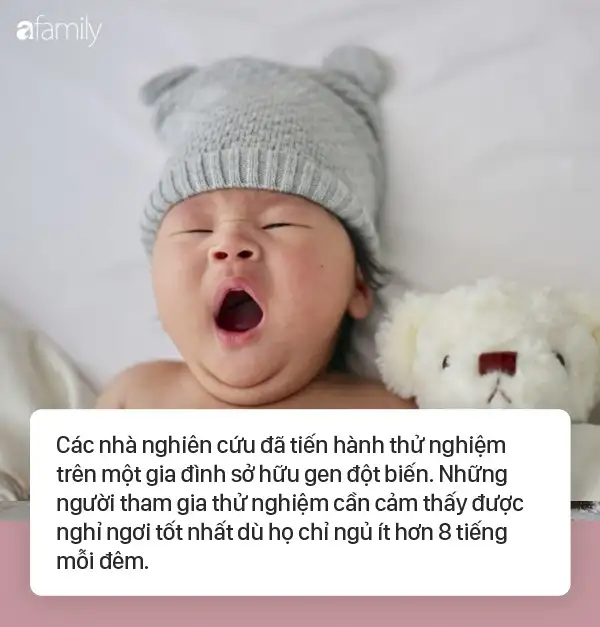 afamily
Các nhà nghiên cứu đã tiến hành thử nghiệm
trên một gia đình sở hữu gen đột biến. Những
người tham gia thử nghiệm cần cảm thấy được
nghỉ ngơi tốt nhất dù họ chỉ ngủ ít hơn 8 tiếng
mỗi đêm.